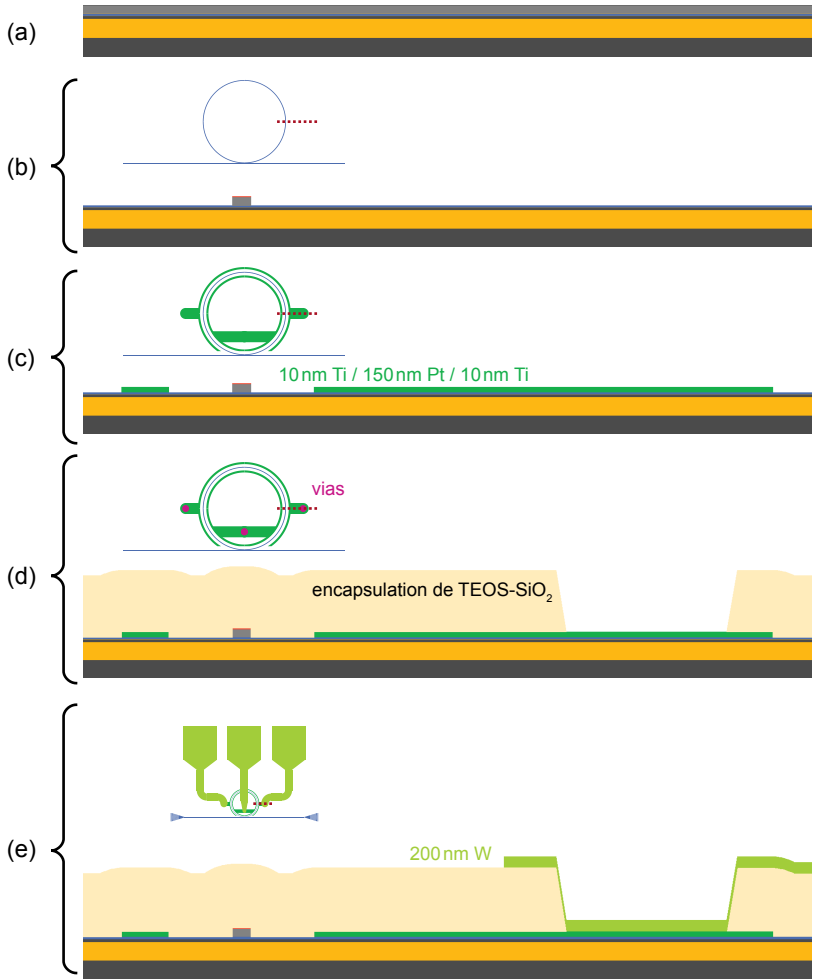 (a)
(b)
(c)
10 nm Ti / 150 nm Pt / 10 nm Ti
(d)
vias
encapsulation de TEOS-SiO₂
(e)
200 nm W